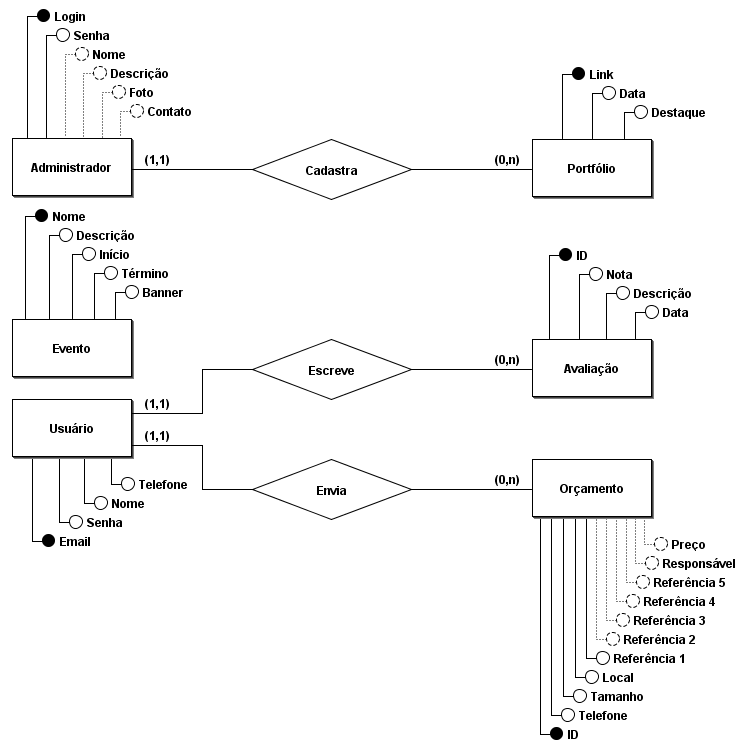 Login
Senha
Nome
Descrição
Foto
Contato
Administrador
(1,1)
Cadastra
(0,n)
Link
Data
Destaque
Portfólio
Nome
Descrição
Início
Término
Banner
Evento
ID
Nota
Descrição
Data
Avaliação
(0,n)
Escreve
(1,1)
Usuário
(1,1)
Envia
(0,n)
Orçamento
Telefone
Nome
Senha
Email
Preço
Responsável
Referência 5
Referência 4
Referência 3
Referência 2
Referência 1
Local
Tamanho
Telefone
ID